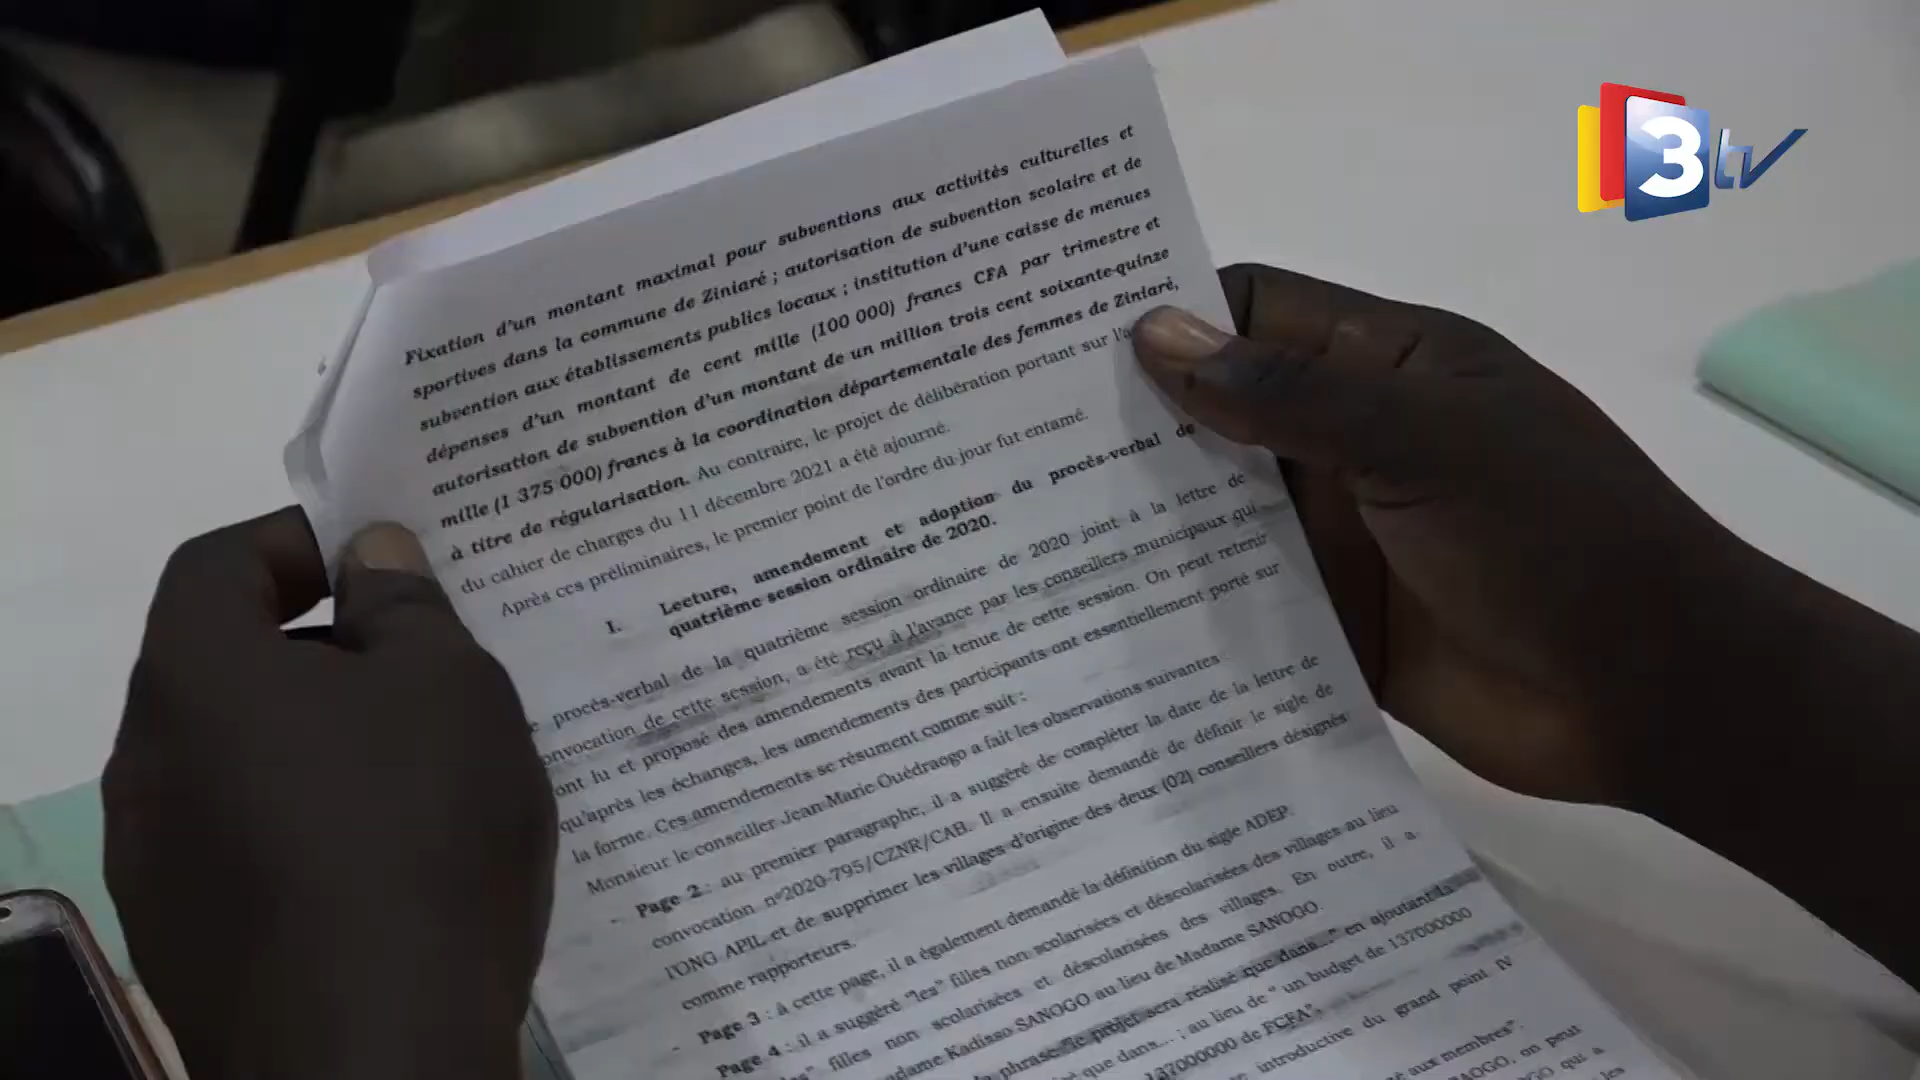 3tv
Fixation d'un montant maximal pour subventions aux activités culturelles et
sportives dans la commune de Ziniaré ; autorisation de subvention scolaire et de
subvention aux établissements publics locaux ; institution d'une caisse de menues
dépenses d'un montant de cent mille (100 000) francs CFA par trimestre et
autorisation de subvention d'un montant de un million trois cent soixante-quinze
mille (1 375 000) francs à la coordination départementale des femmes de Ziniaré,
à titre de régularisation. Au contraire, le projet de délibération portant sur
du cahier de charges du 11 décembre 2021 a été ajourné.
Après ces préliminaires, le premier point de l'ordre du jour fut entamé.
I. Lecture, amendement et adoption du procès-verbal de
quatrième session ordinaire de 2020.
procès-verbal de la quatrième session ordinaire de 2020 joint à la lettre de
convocation de cette session, a été reçu à l'avance par les conseillers municipaux qui
ont lu et proposé des amendements avant la tenue de cette session. On peut retenir
qu'après les échanges, les amendements des participants ont essentiellement porté sur
la forme. Ces amendements se résument comme suit :
Monsieur le conseiller Jean Marie Ouédraogo a fait les observations suivantes
- Page 2 : au premier paragraphe, il a suggéré de compléter la date de la lettre de
convocation n°2020-795/CZNR/CAB. Il a ensuite demandé de définir le sigle de
l'ONG APIL et de supprimer les villages d'origine des deux (02) conseillers désignés
comme rapporteurs.
- Page 3 : à cette page, il a également demandé la définition du sigle ADEP.
Page 4 : il a suggéré "les" filles non scolarisées et déscolarisées des villages au lieu
filles non scolarisées et déscolarisées des villages. En outre, il a
Kadisso SANOGO au lieu de Madame SANOGO.
phrase "le projet sera réalisé que dans..." en ajoutant la
que dans... ; au lieu de " un budget de 137000000
137000000 de FCFA".
introductive du grand point IV
aux membres".
on peut
qui a
les